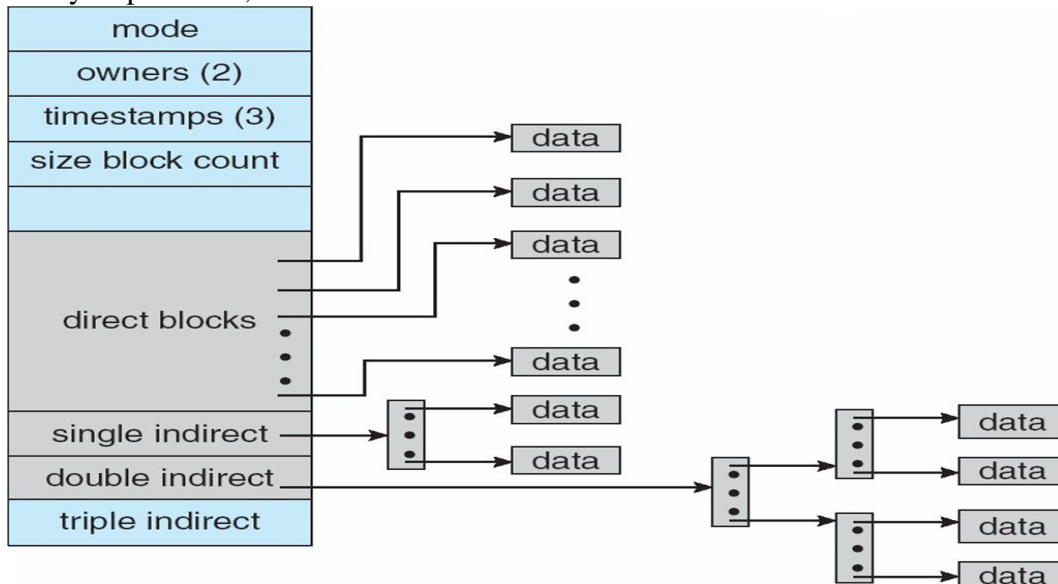 mode
owners (2)
timestamps (3)
size block count
direct blocks
single indirect
double indirect
triple indirect
data
data
data
data
data
data
data
data
data
data